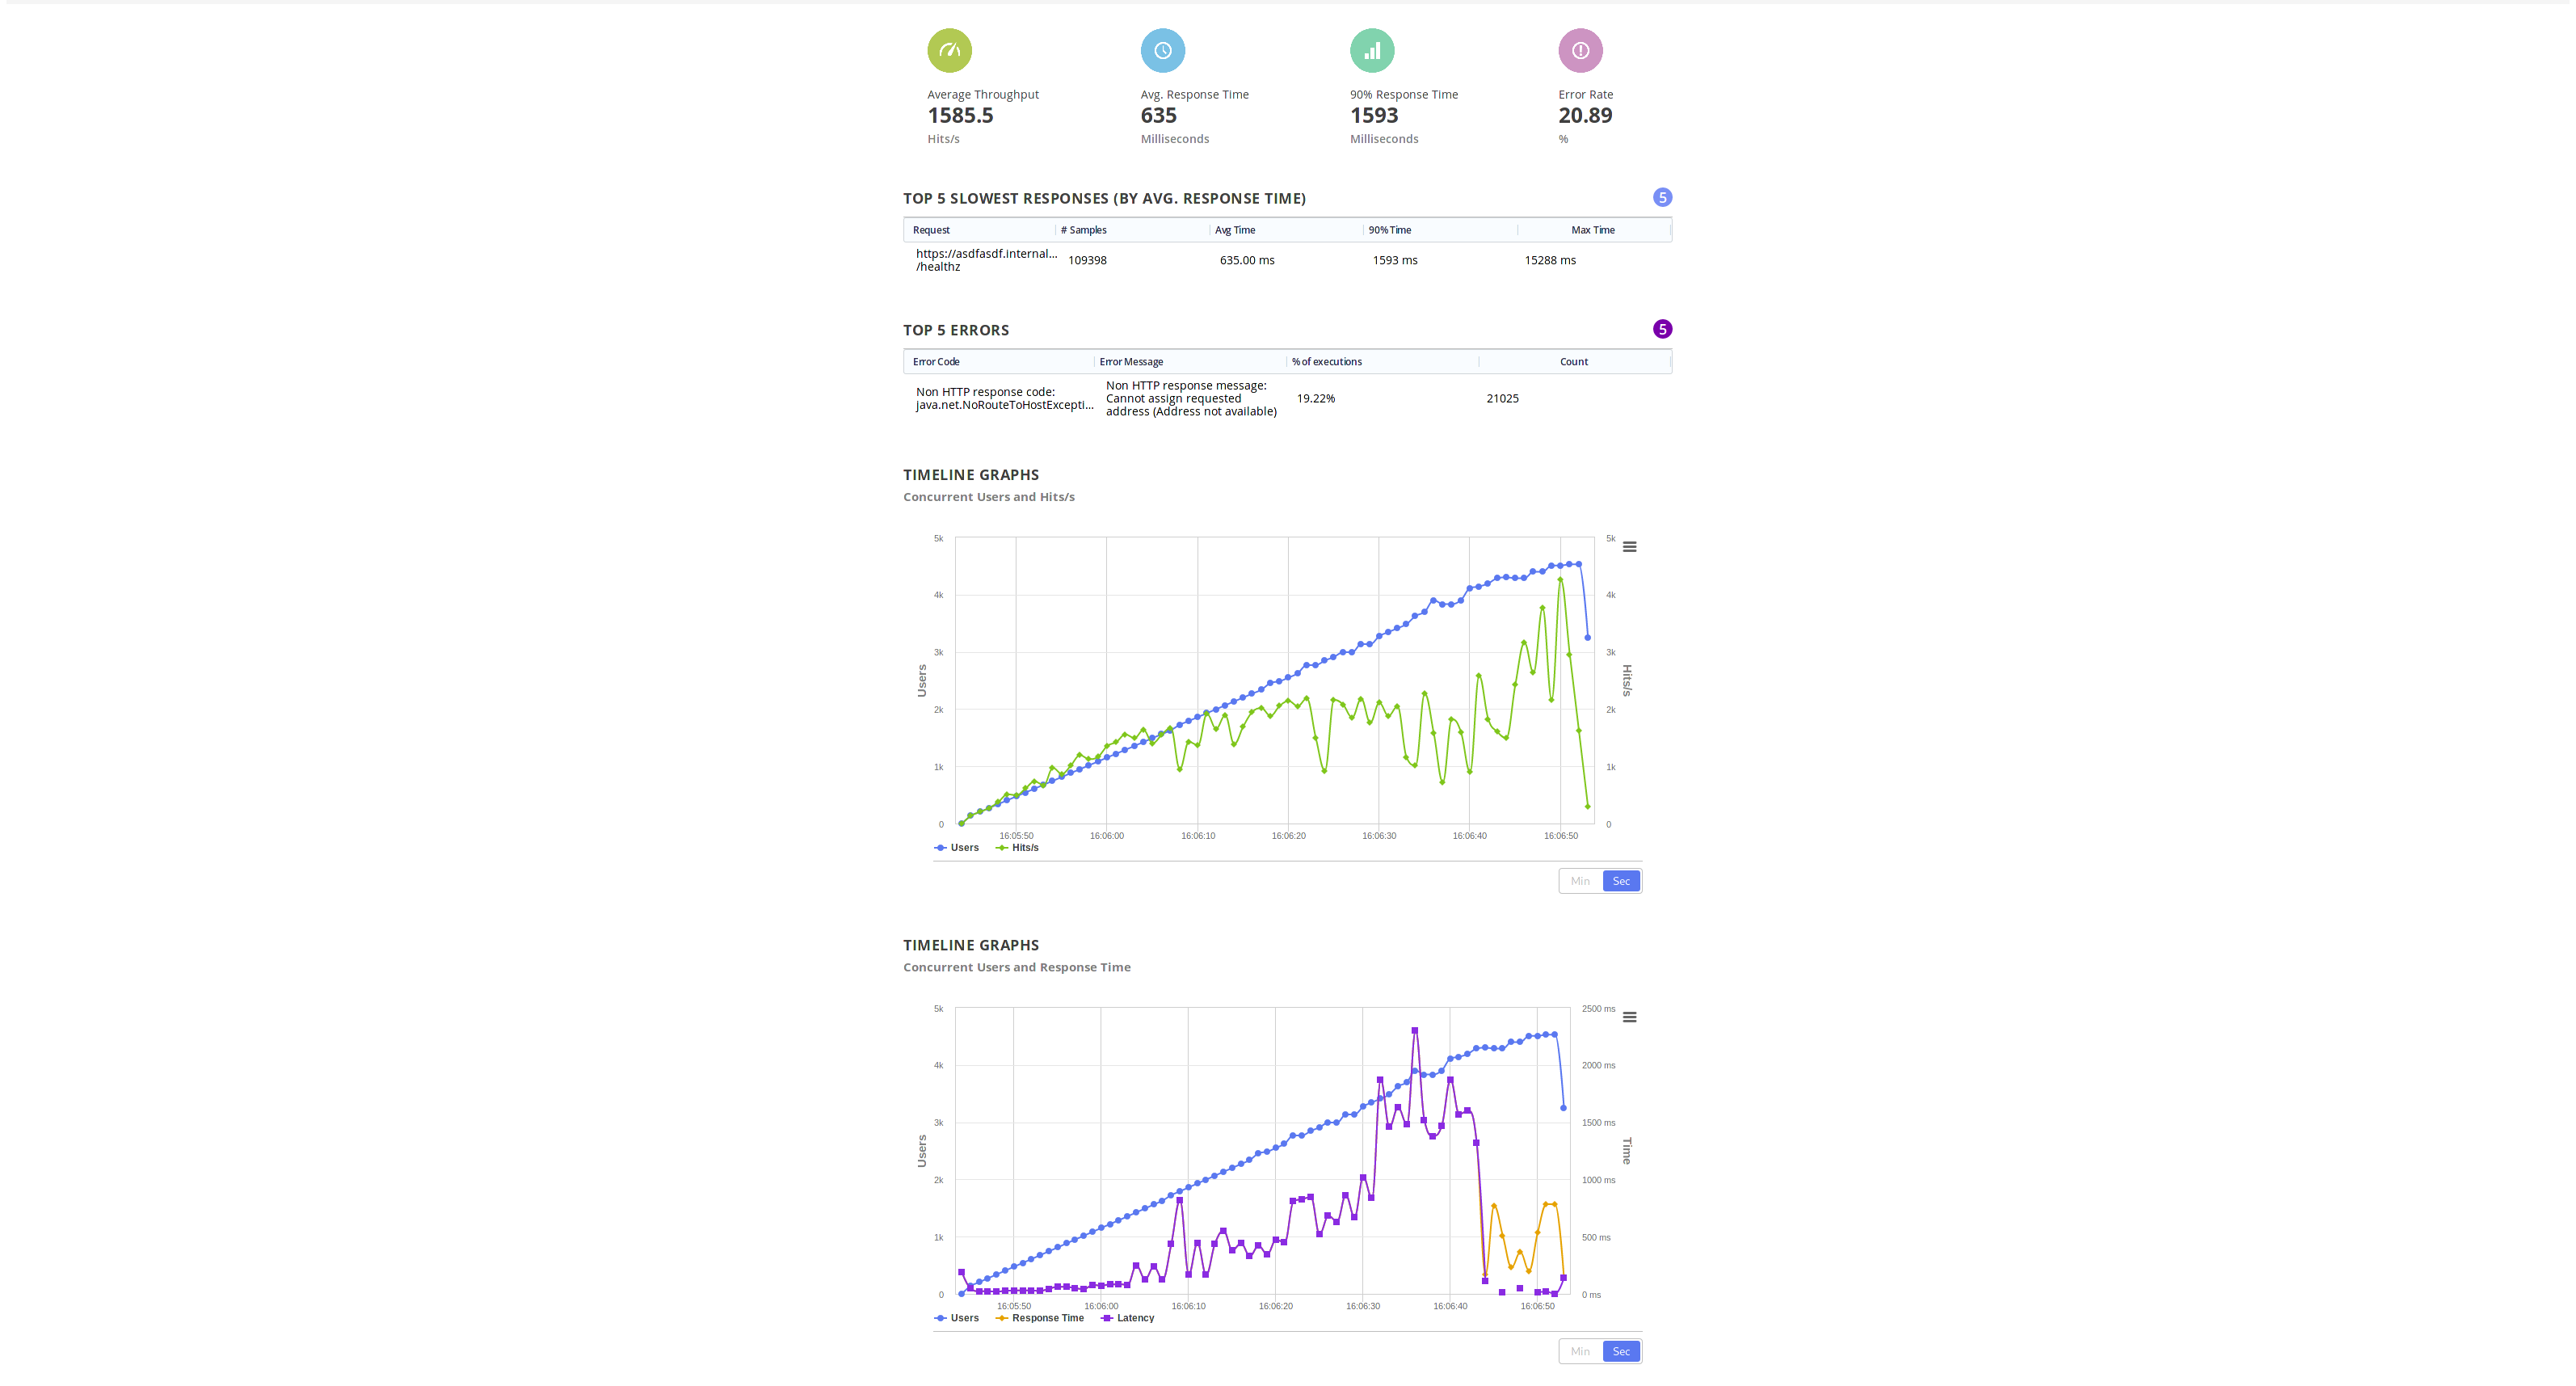 Average Throughput
1585.5
Hits/s
Avg. Response Time
635
Milliseconds
90% Response Time
1593
Milliseconds
Error Rate
20.89
%
TOP 5 SLOWEST RESPONSES (BY AVG. RESPONSE TIME)
5
Request # Samples Avg Time 90% Time Max Time
https://asdfasdf.internal...
/healthz
109398 635.00 ms 1593 ms 15288 ms
TOP 5 ERRORS
5
Error Code Error Message % of executions Count
Non HTTP response code:
java.net.NoRouteToHostExcepti...
Non HTTP response message:
Cannot assign requested
address (Address not available)
19.22% 21025
TIMELINE GRAPHS
Concurrent Users and Hits/s
5k
4k
3k
2k
1k
0
Users
5k
4k
3k
2k
1k
0
Hits/s
16:05:50 16:06:00 16:06:10 16:06:20 16:06:30 16:06:40 16:06:50
Users Hits/s
Min Sec
TIMELINE GRAPHS
Concurrent Users and Response Time
5k
4k
3k
2k
1k
0
Users
2500 ms
2000 ms
1500 ms
1000 ms
500 ms
0 ms
Time
16:05:50 16:06:00 16:06:10 16:06:20 16:06:30 16:06:40 16:06:50
Users Response Time Latency
Min Sec